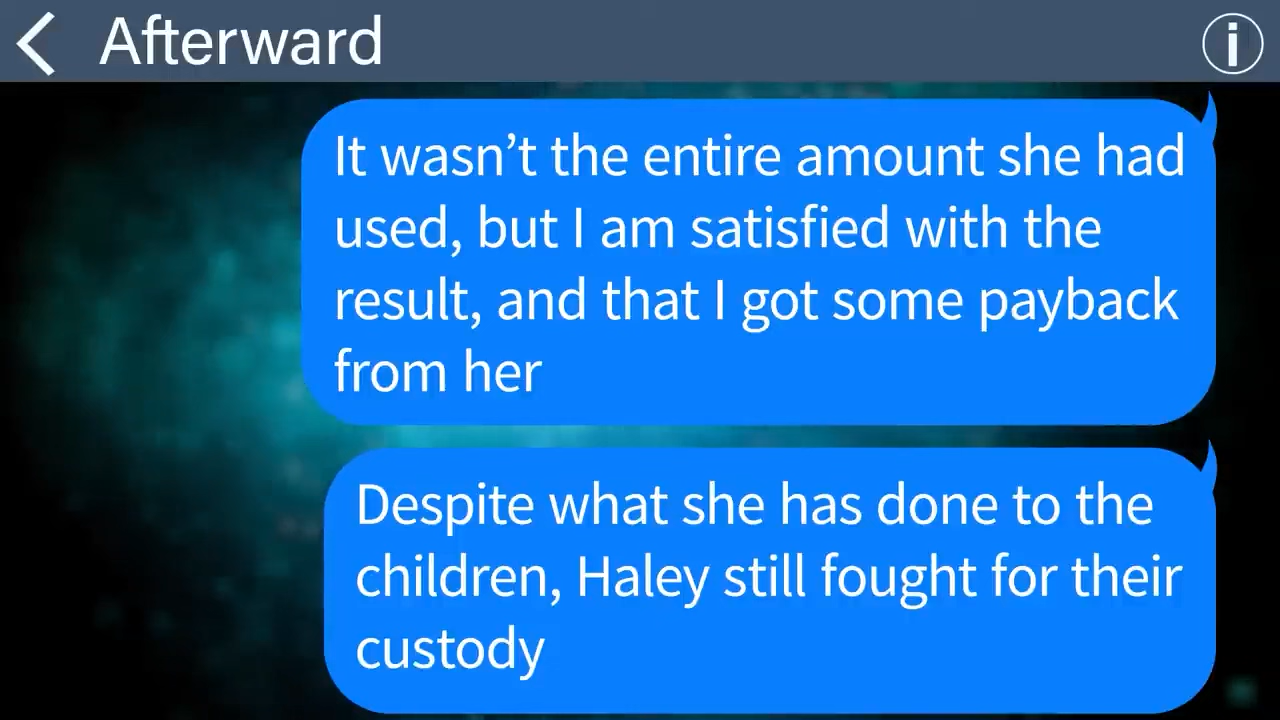 Afterward
It wasn’t the entire amount she had
used, but I am satisfied with the
result, and that I got some payback
from her
Despite what she has done to the
children, Haley still fought for their
custody